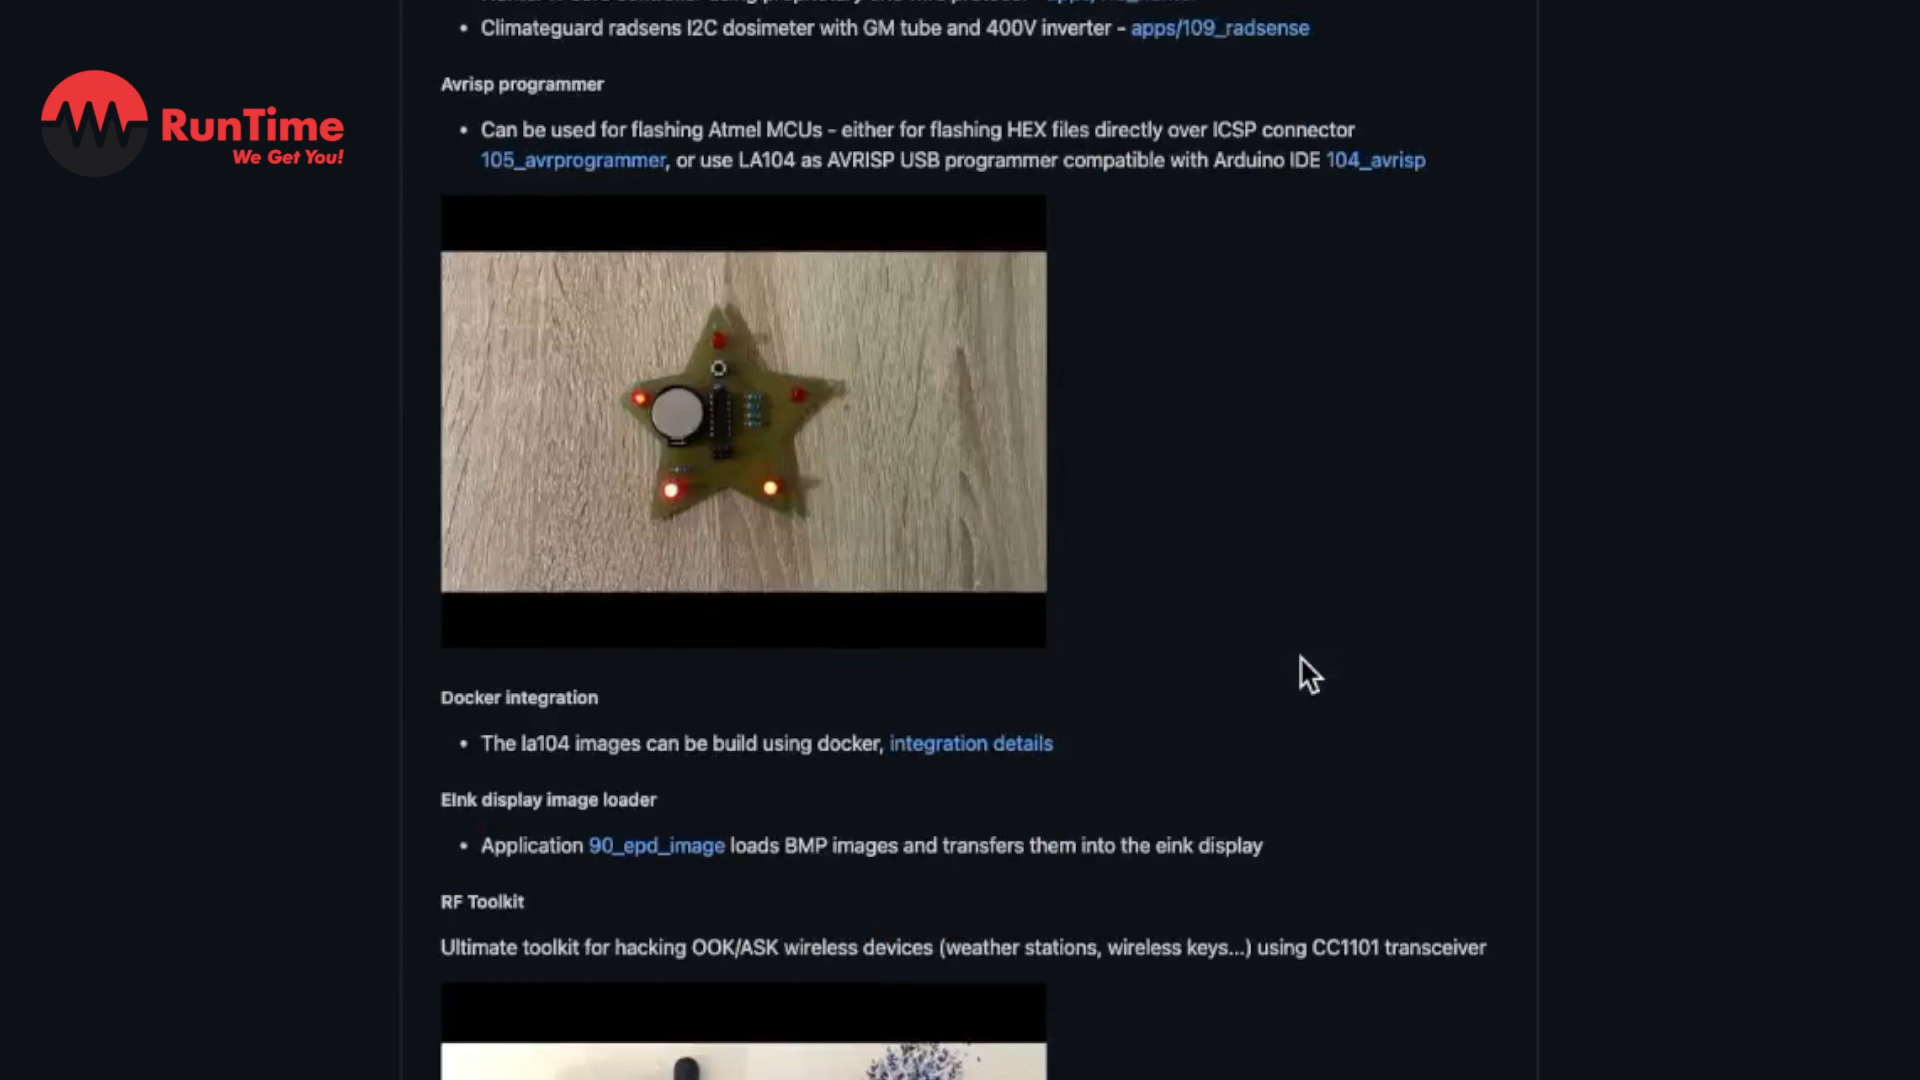 • Climateguard radsens I2C dosimeter with GM tube and 400V inverter - apps/109_radsense
RunTime
We Get You!
Avrisp programmer
• Can be used for flashing Atmel MCUs - either for flashing HEX files directly over ICSP connector
105_avrprogrammer, or use LA104 as AVRISP USB programmer compatible with Arduino IDE 104_avrisp
Docker integration
• The la104 images can be build using docker, integration details
EInk display image loader
• Application 90_epd_image loads BMP images and transfers them into the eink display
RF Toolkit
Ultimate toolkit for hacking OOK/ASK wireless devices (weather stations, wireless keys...) using CC1101 transceiver